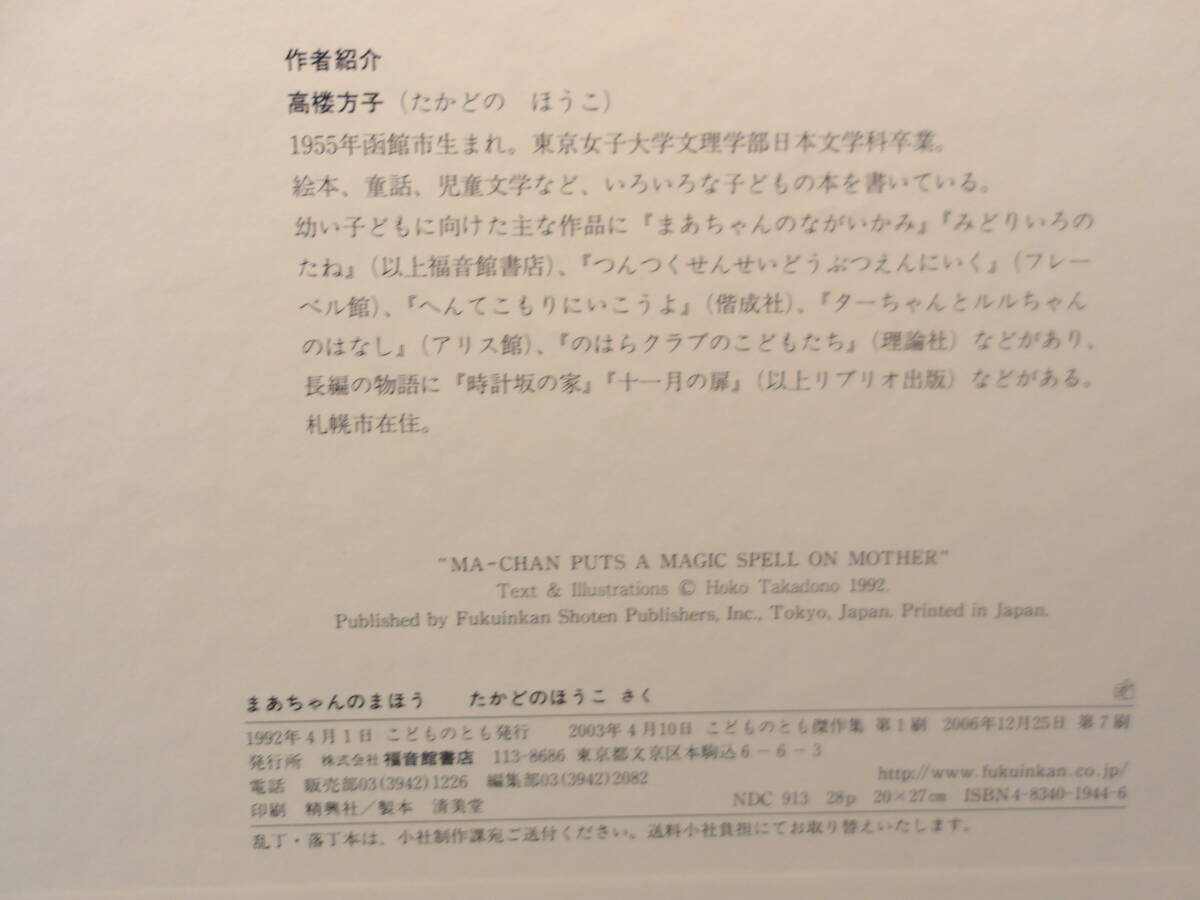 作者紹介
高楼方子（たかどの　ほうこ）
1955年函館市生まれ。東京女子大学文理学部日本文学科卒業。
絵本、童話、児童文学など、いろいろな子どもの本を書いている。
幼い子どもに向けた主な作品に『まあちゃんのながいかみ』『みどりいろの
たね』（以上福音館書店）、『つんつくせんせいどうぶつえんにいく』（フレー
ベル館）、『へんてこもりにいこうよ』（偕成社）、『ターちゃんとルルちゃん
のはなし』（アリス館）、『のはらクラブのこどもたち』（理論社）などがあり、
長編の物語に『時計坂の家』『十一月の扉』（以上リブリオ出版）などがある。
札幌市在住。
"MA-CHAN PUTS A MAGIC SPELL ON MOTHER"
Text & Illustrations © Hoko Takadono 1992.
Published by Fukuinkan Shoten Publishers, Inc., Tokyo, Japan. Printed in Japan.
まあちゃんのまほう　たかどのほうこ さく
1992年4月1日 こどものとも発行　2003年4月10日 こどものとも傑作集 第1刷　2006年12月25日 第7刷
発行所　株式会社 福音館書店　113-8686 東京都文京区本駒込6-6-3
電話　販売部03(3942)1226　編集部03(3942)2082　http://www.fukuinkan.co.jp/
印刷　精興社／製本　清美堂　NDC 913　28p　20×27cm　ISBN4-8340-1944-6
乱丁・落丁本は、小社制作課宛ご送付ください。送料小社負担にてお取り替えいたします。